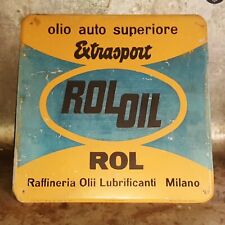 olio auto superiore
Extrasport
ROLOIL
ROL
Raffineria Olii Lubrificanti Milano